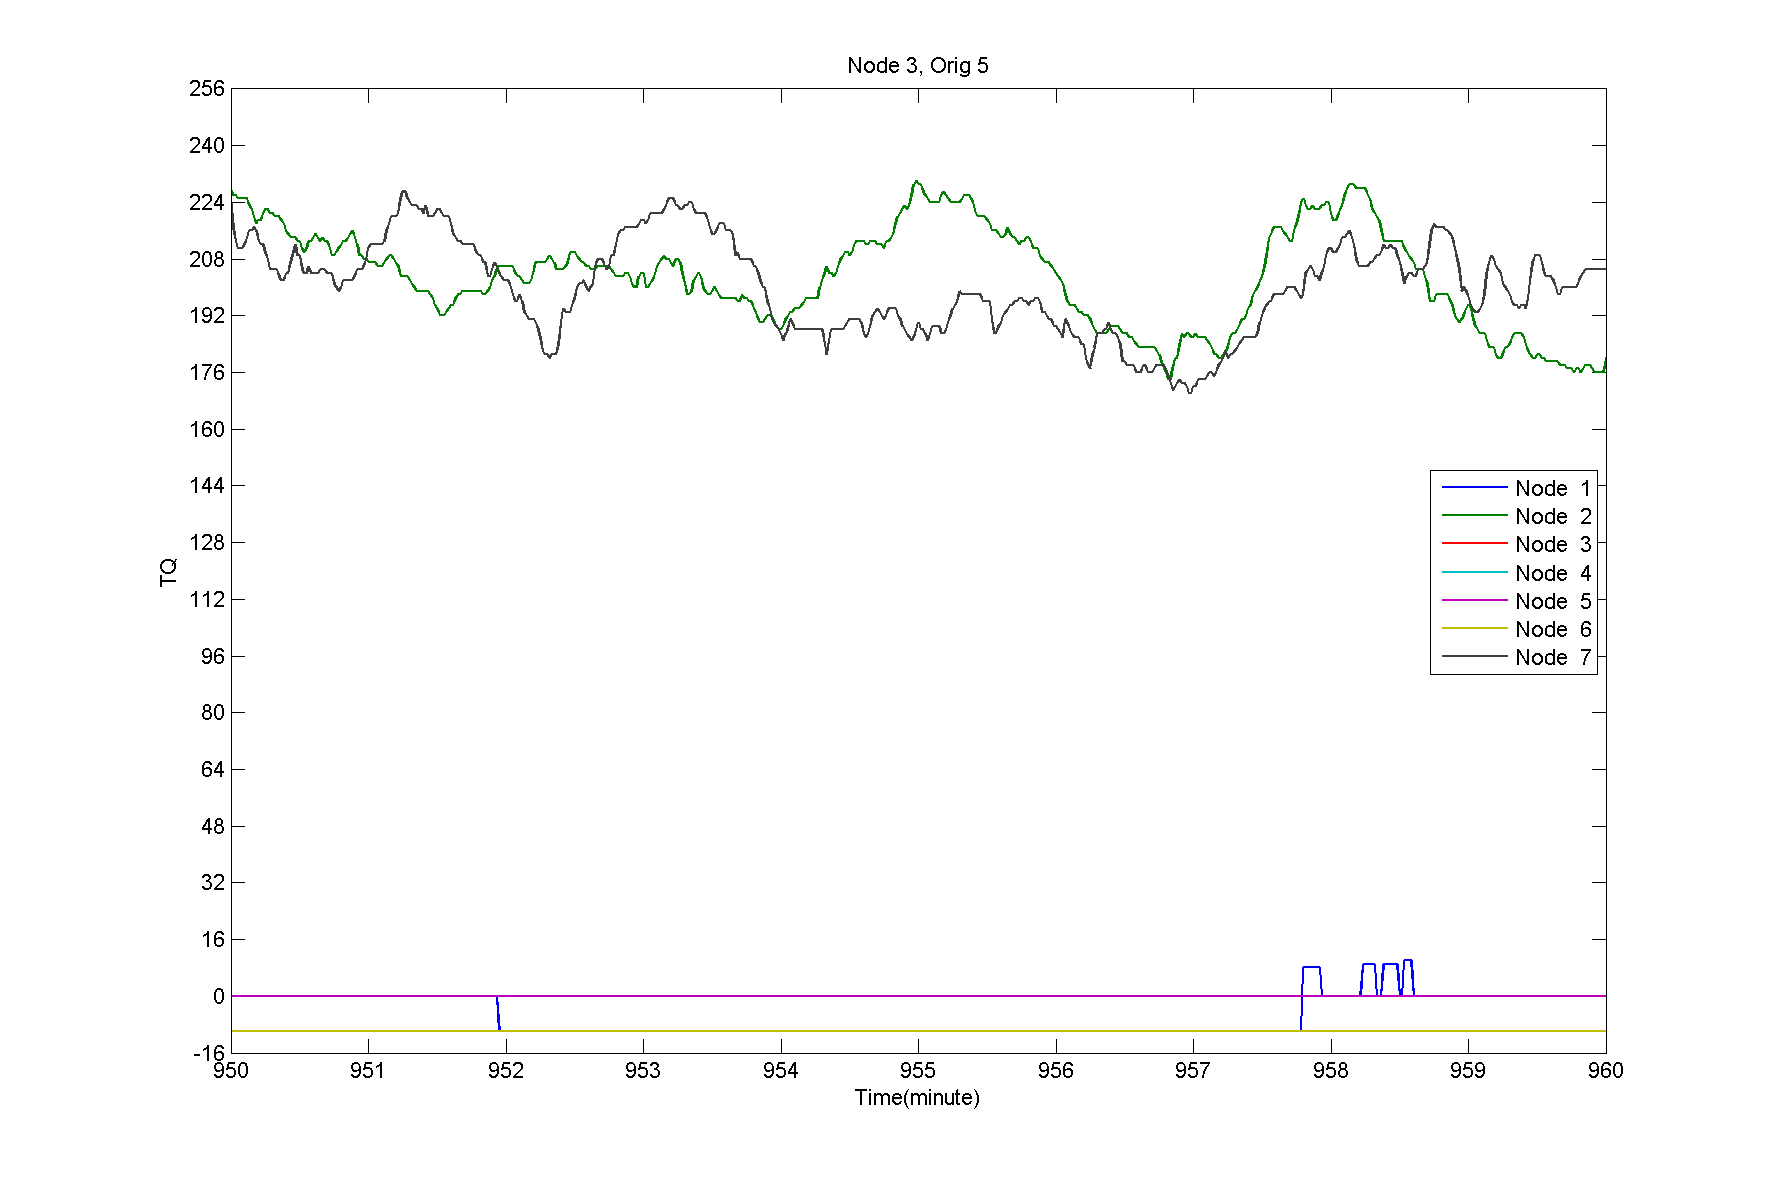 Node 3, Orig 5
256
240
224
208
192
176
160
144
128
112
96
80
64
48
32
16
0
-16
TQ
Node 1
Node 2
Node 3
Node 4
Node 5
Node 6
Node 7
950 951 952 953 954 955 956 957 958 959 960
Time(minute)